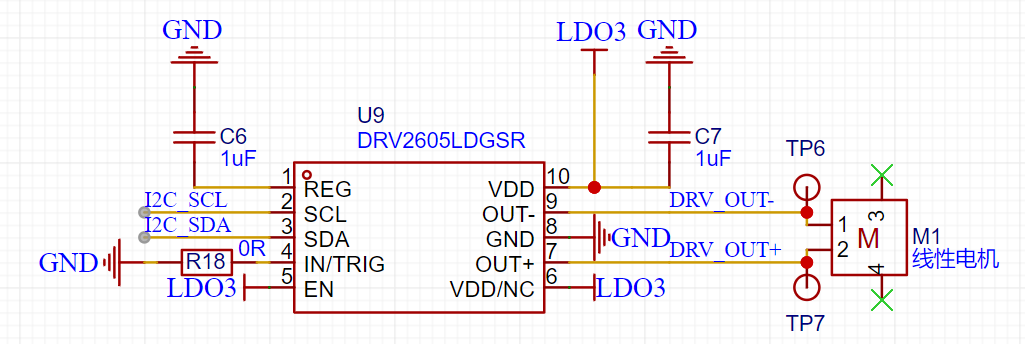 GND
LDO3 GND
U9
DRV2605LDGSR
C6
1uF
C7
1uF
TP6
1 REG VDD 10
I2C_SCL 2 SCL OUT- 9 DRV_OUT-
I2C_SDA 3 SDA GND 8 GND
GND R18 0R 4 IN/TRIG OUT+ 7 DRV_OUT+
LDO3 5 EN VDD/NC 6 LDO3
1 3
2 M
4
M1
线性电机
TP7